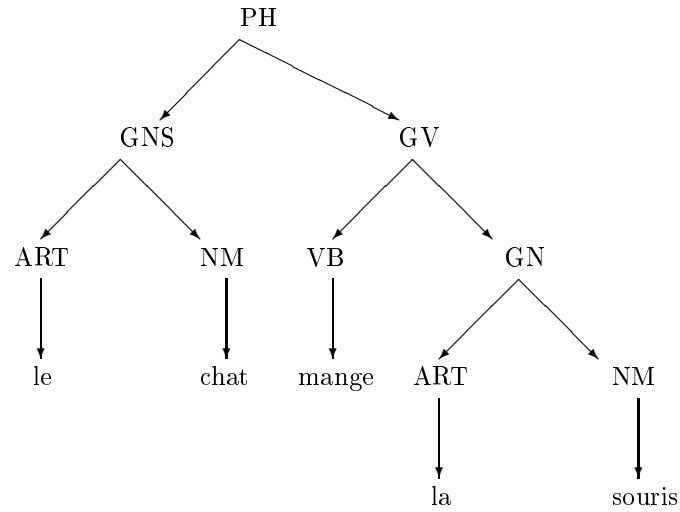 PH
GNS GV
ART NM VB GN
le chat mange ART NM
la souris